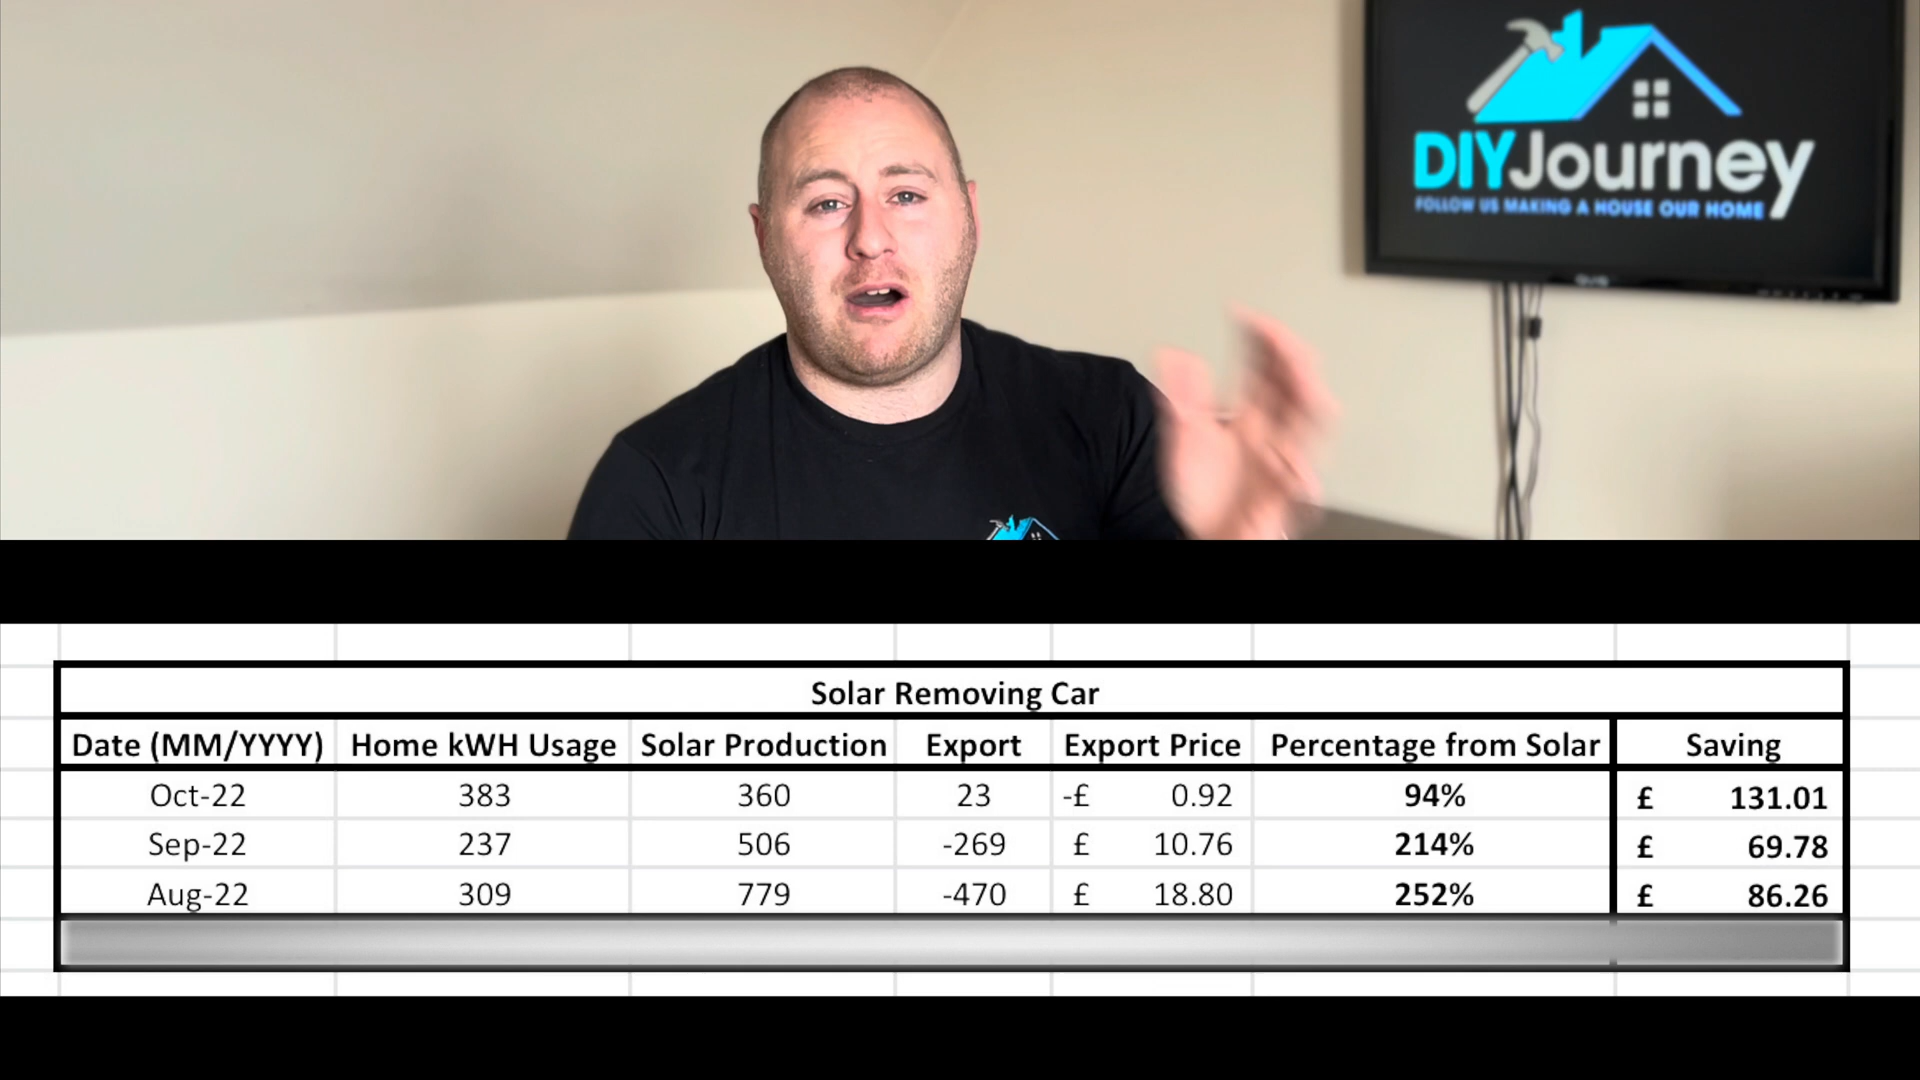 DIYJourney
FOLLOW US MAKING A HOUSE OUR HOME
Solar Removing Car
Date (MM/YYYY) Home kWH Usage Solar Production Export Export Price Percentage from Solar Saving
Oct-22 383 360 23 -£ 0.92 94% £ 131.01
Sep-22 237 506 -269 £ 10.76 214% £ 69.78
Aug-22 309 779 -470 £ 18.80 252% £ 86.26